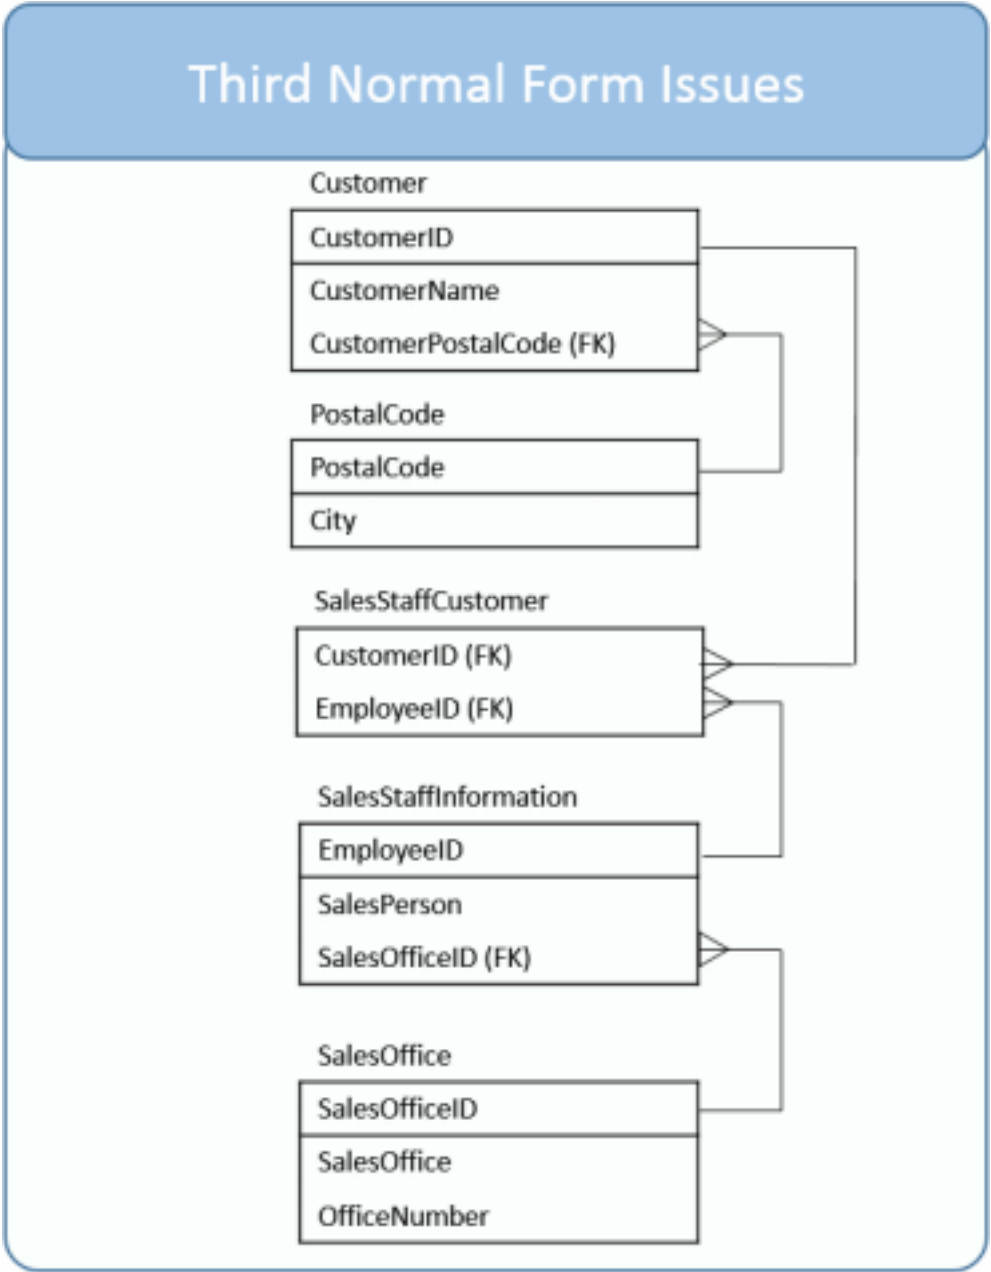 Third Normal Form Issues
Customer
CustomerID
CustomerName
CustomerPostalCode (FK)
PostalCode
PostalCode
City
SalesStaffCustomer
CustomerID (FK)
EmployeeID (FK)
SalesStaffInformation
EmployeeID
SalesPerson
SalesOfficeID (FK)
SalesOffice
SalesOfficeID
SalesOffice
OfficeNumber